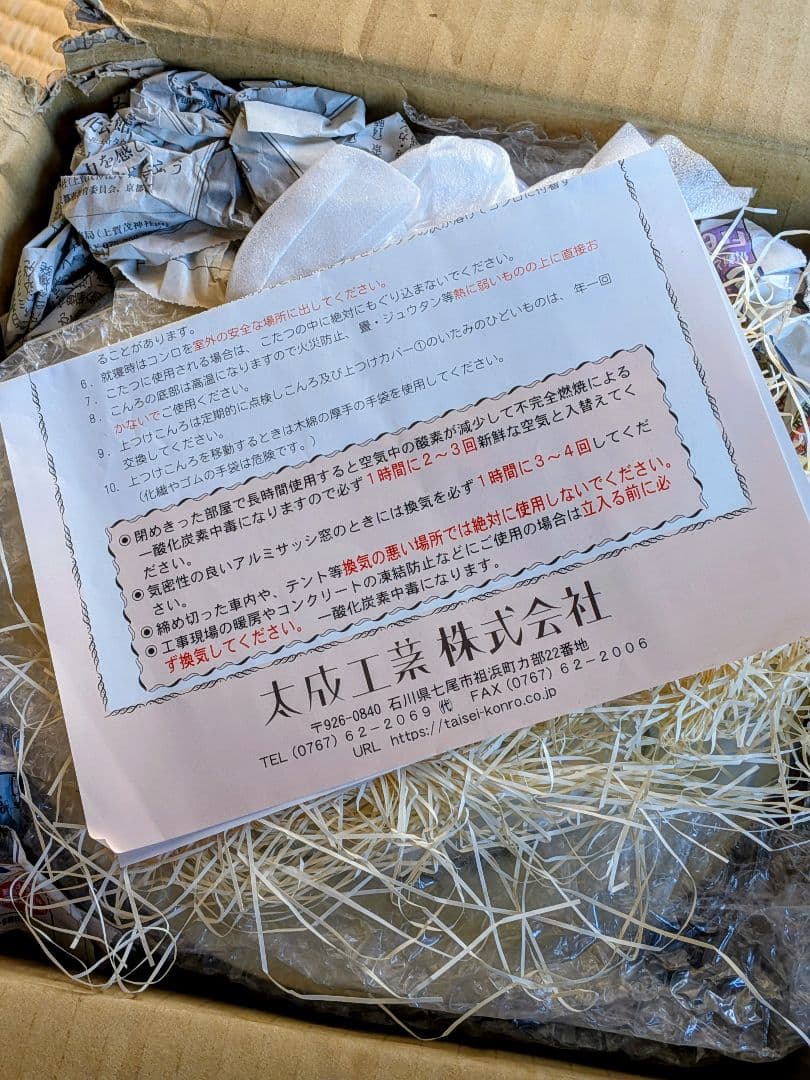 ることがあります。
6. 就寝時はコンロを室外の安全な場所に出してください。
7. こたつに使用される場合は、こたつの中に絶対にもぐり込まないでください。
8. こんろの底部は高温になりますので火災防止、畳・ジュウタン等熱に弱いものの上に直接お
かないでご使用ください。
9. 上つけこんろは定期的に点検しこんろ及び上つけカバー①のいたみのひどいものは、年一回
交換してください。
10. 上つけこんろを移動するときは木綿の厚手の手袋を使用してください。
(化繊やゴムの手袋は危険です。)
◉閉めきった部屋で長時間使用すると空気中の酸素が減少して不完全燃焼による
一酸化炭素中毒になりますので必ず1時間に2～3回新鮮な空気と入替えてく
ださい。
◉気密性の良いアルミサッシ窓のときには換気を必ず1時間に3～4回してくだ
さい。
◉締め切った車内や、テント等換気の悪い場所では絶対に使用しないでください。
◉工事現場の暖房やコンクリートの凍結防止などにご使用の場合は立入る前に必
ず換気してください。 一酸化炭素中毒になります。
太成工業株式会社
〒926-0840 石川県七尾市祖浜町カ部22番地
TEL (0767) 62-2069 ㈹ FAX (0767) 62-2006
URL https://taisei-konro.co.jp